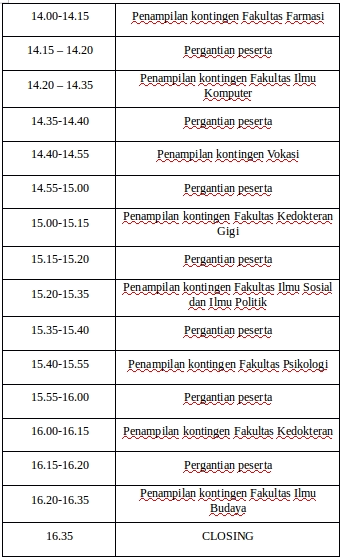 14.00-14.15 Penampilan kontingen Fakultas Farmasi
14.15 – 14.20 Pergantian peserta
14.20 – 14.35 Penampilan kontingen Fakultas Ilmu
Komputer
14.35-14.40 Pergantian peserta
14.40-14.55 Penampilan kontingen Vokasi
14.55-15.00 Pergantian peserta
15.00-15.15 Penampilan kontingen Fakultas Kedokteran
Gigi
15.15-15.20 Pergantian peserta
15.20-15.35 Penampilan kontingen Fakultas Ilmu Sosial
dan Ilmu Politik
15.35-15.40 Pergantian peserta
15.40-15.55 Penampilan kontingen Fakultas Psikologi
15.55-16.00 Pergantian peserta
16.00-16.15 Penampilan kontingen Fakultas Kedokteran
16.15-16.20 Pergantian peserta
16.20-16.35 Penampilan kontingen Fakultas Ilmu
Budaya
16.35 CLOSING